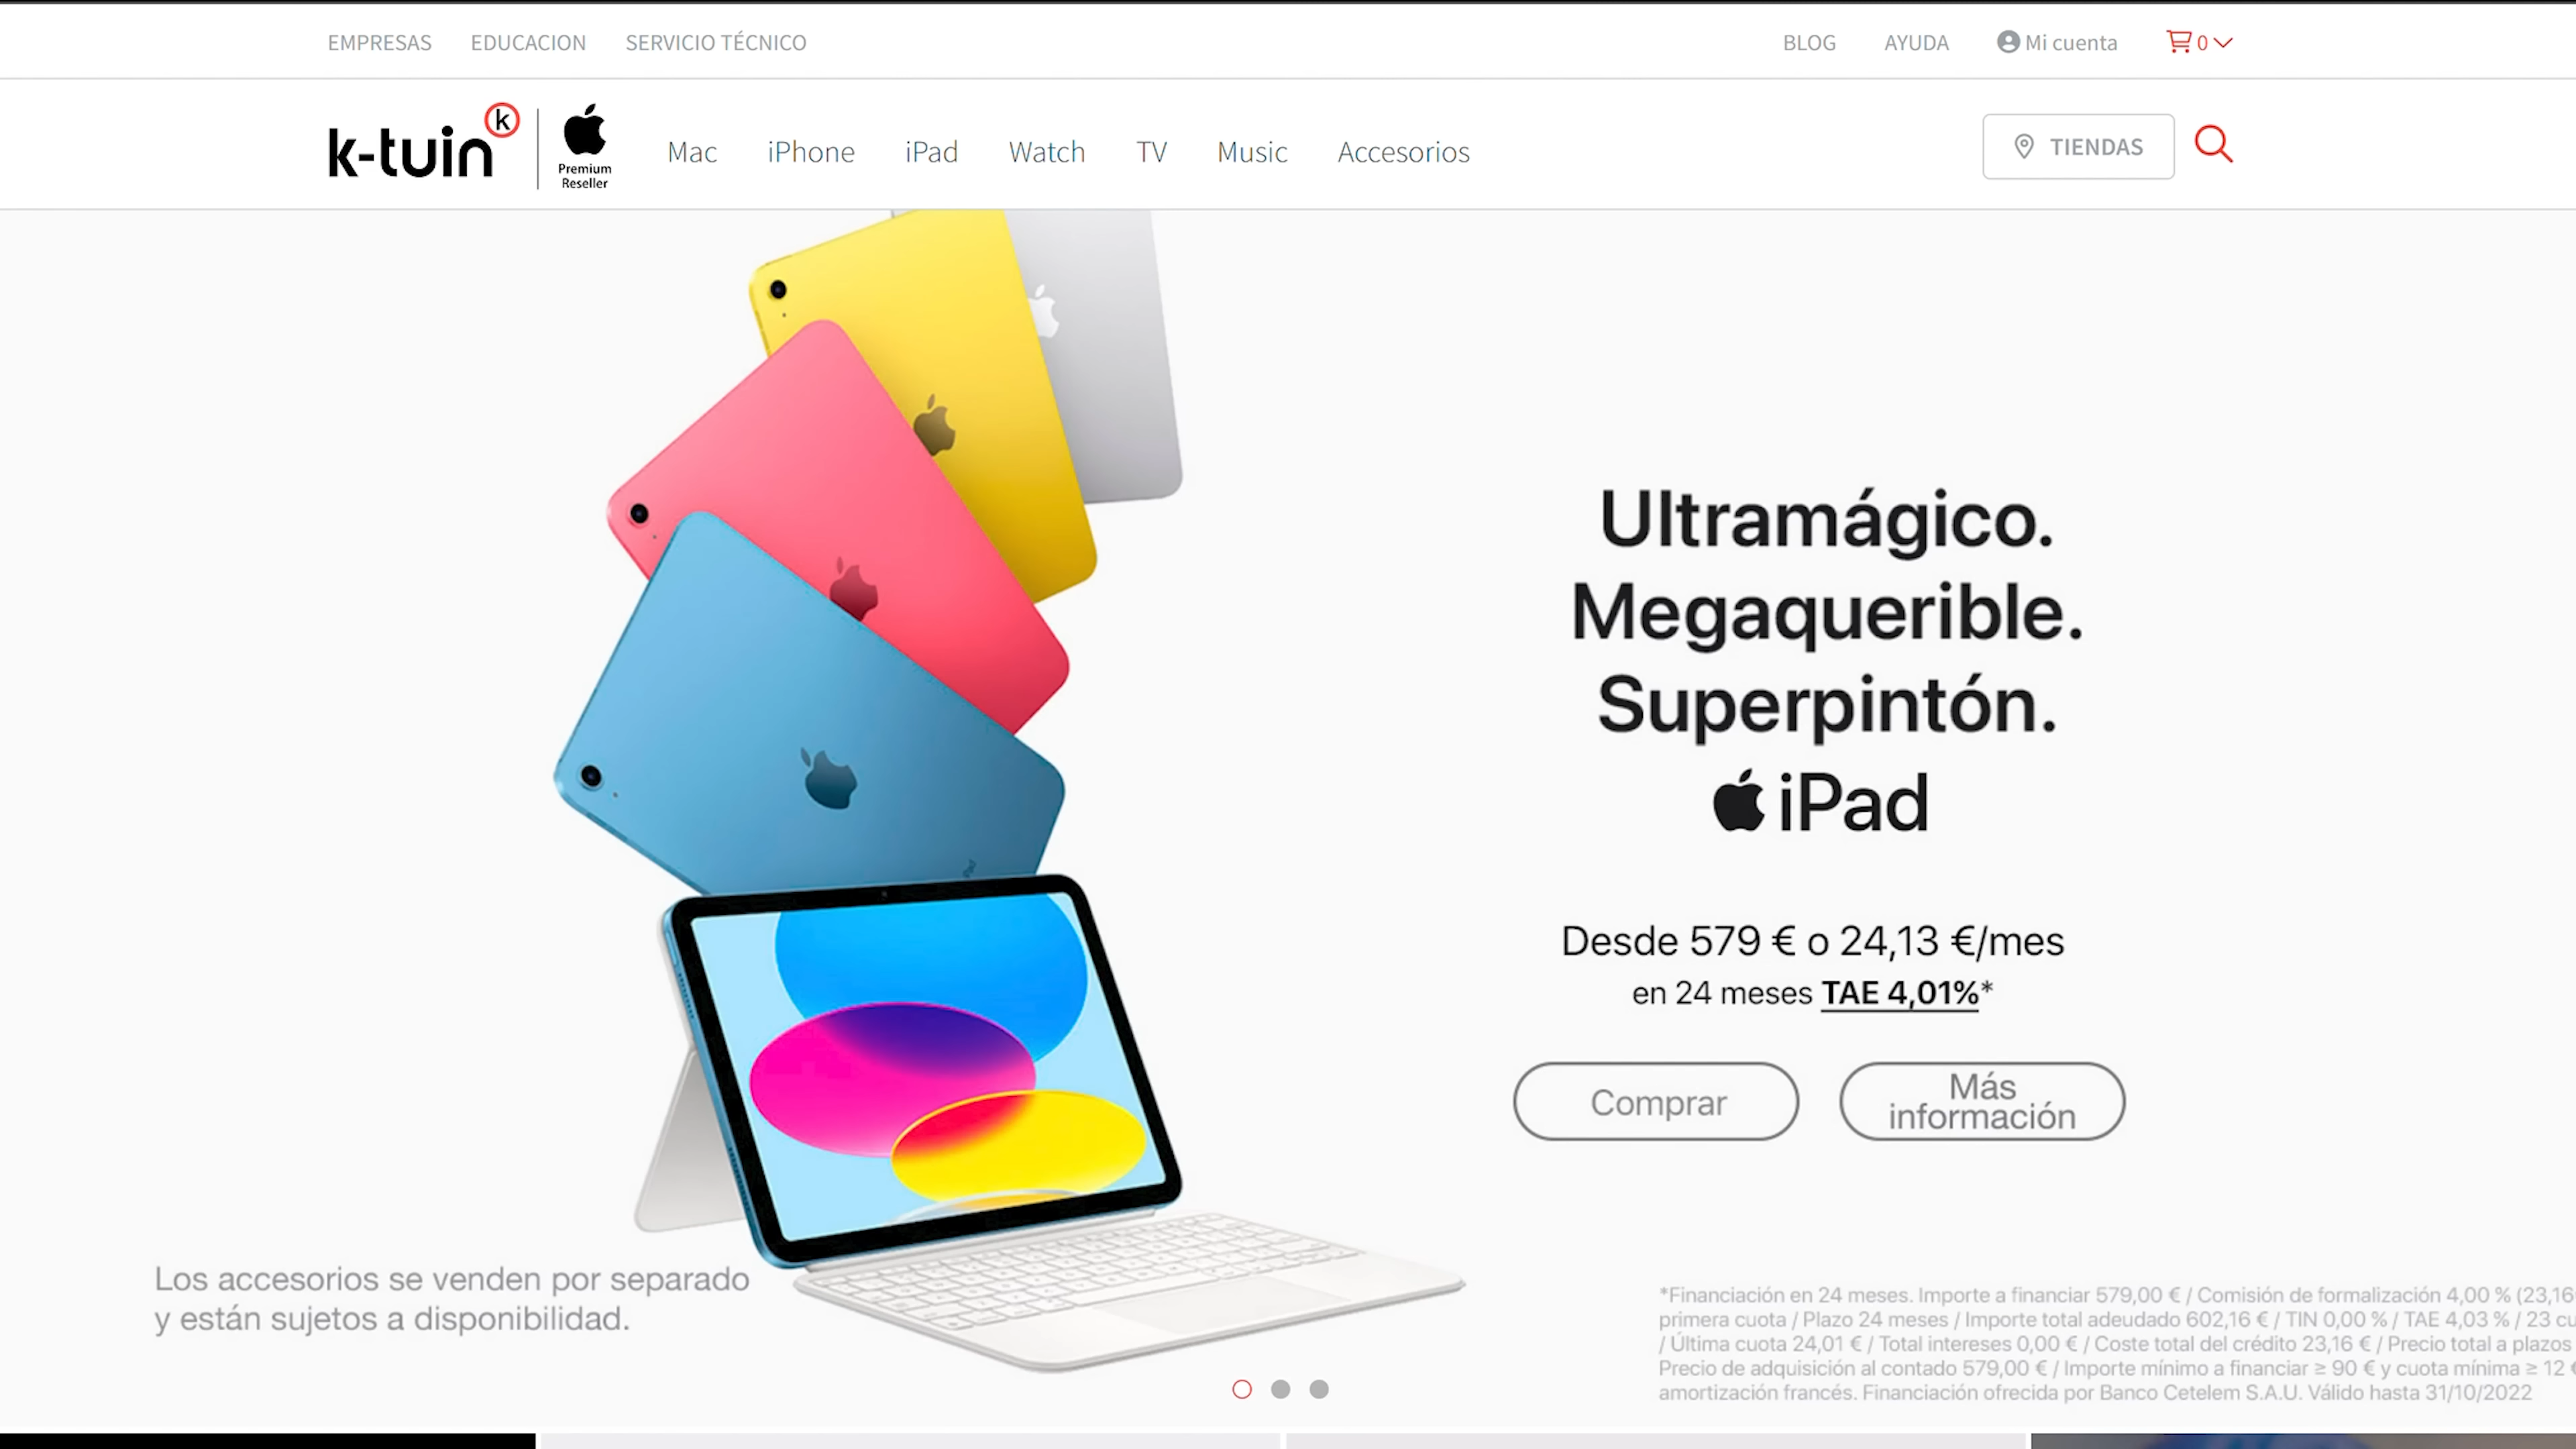 EMPRESAS EDUCACION SERVICIO TÉCNICO BLOG AYUDA Mi cuenta 0
k-tuin k
Premium
Reseller
Mac iPhone iPad Watch TV Music Accesorios TIENDAS
Ultramágico.
Megaquerible.
Superpintón.
iPad
Desde 579 € o 24,13 €/mes
en 24 meses TAE 4,01%*
Comprar
Más
información
Los accesorios se venden por separado
y están sujetos a disponibilidad.
*Financiación en 24 meses. Importe a financiar 579,00 € / Comisión de formalización 4,00 % (23,16
primera cuota / Plazo 24 meses / Importe total adeudado 602,16 € / TIN 0,00 % / TAE 4,03 % / 23
/ Última cuota 24,01 € / Total intereses 0,00 € / Coste total del crédito 23,16 € / Precio total a plazos
Precio de adquisición al contado 579,00 € / Importe mínimo a financiar ≥ 90 € y cuota mínima ≥ 12 €
amortización francés. Financiación ofrecida por Banco Cetelem S.A.U. Válido hasta 31/10/2022